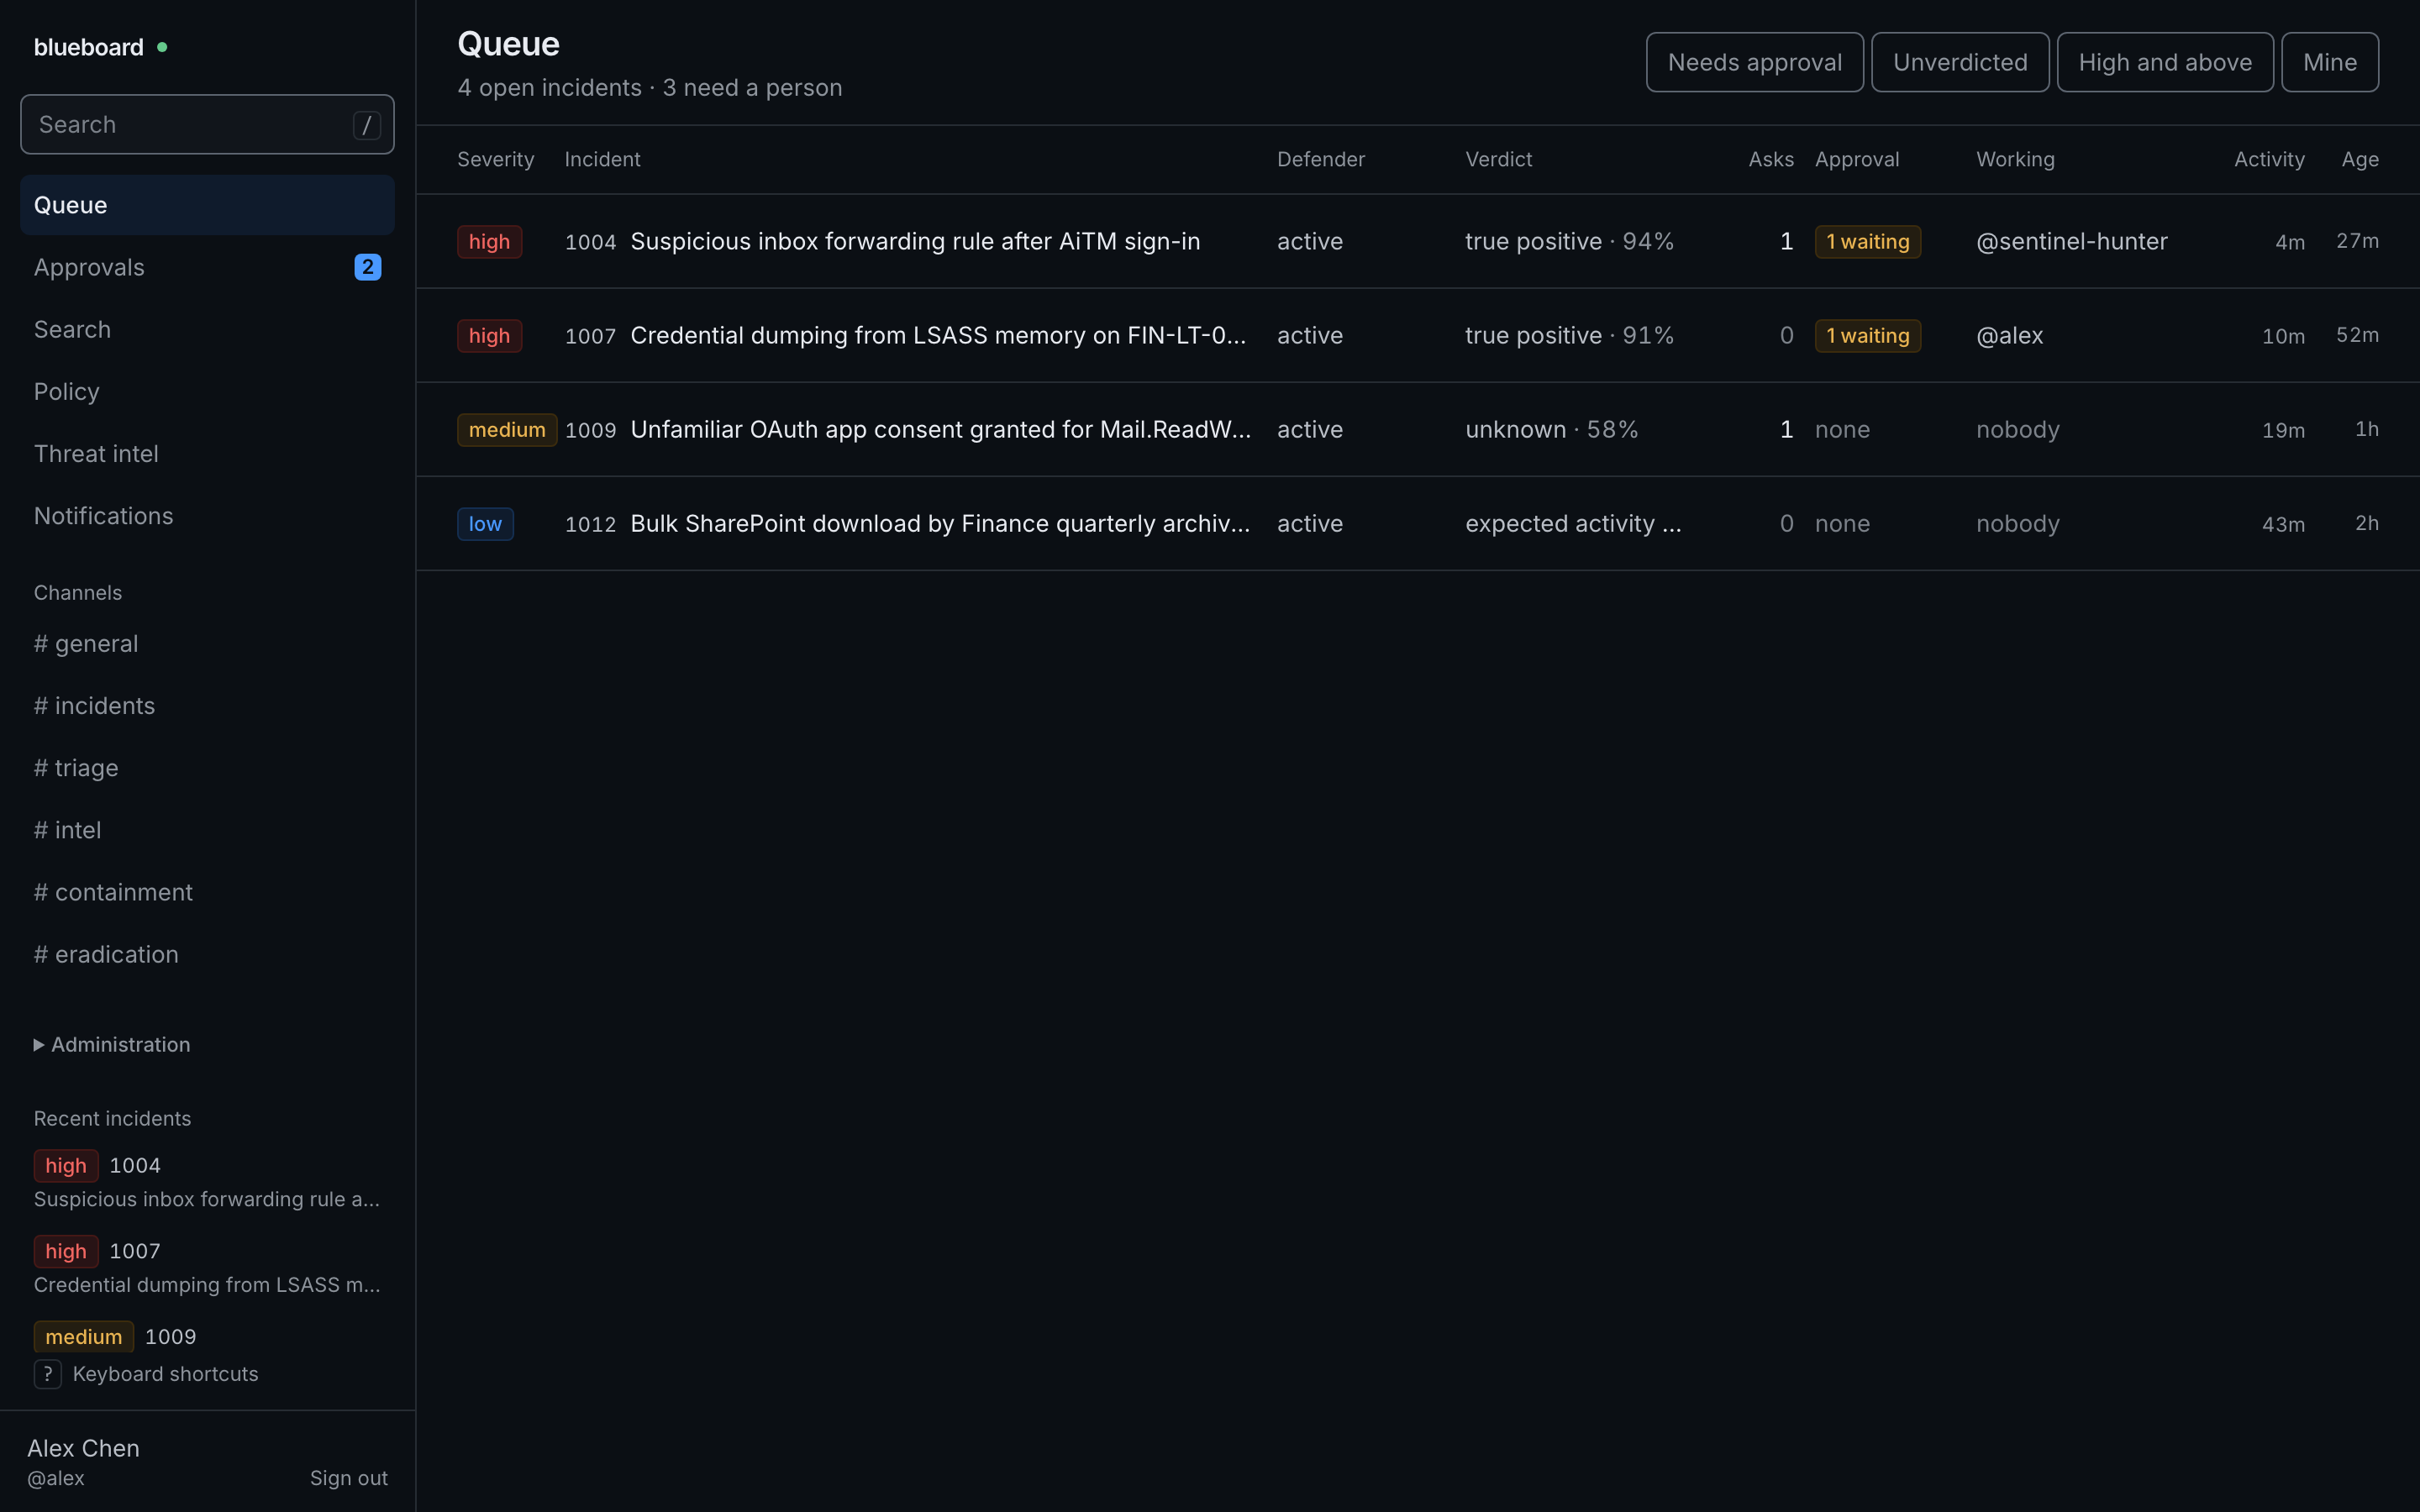 blueboard
Search /
Queue
Approvals 2
Search
Policy
Threat intel
Notifications
Channels
# general
# incidents
# triage
# intel
# containment
# eradication
Administration
Recent incidents
high 1004
Suspicious inbox forwarding rule a...
high 1007
Credential dumping from LSASS m...
medium 1009
? Keyboard shortcuts
Alex Chen
@alex Sign out
Queue
4 open incidents · 3 need a person
Needs approval Unverdicted High and above Mine
Severity Incident Defender Verdict Asks Approval Working Activity Age
high 1004 Suspicious inbox forwarding rule after AiTM sign-in active true positive · 94% 1 1 waiting @sentinel-hunter 4m 27m
high 1007 Credential dumping from LSASS memory on FIN-LT-0... active true positive · 91% 0 1 waiting @alex 10m 52m
medium 1009 Unfamiliar OAuth app consent granted for Mail.ReadW... active unknown · 58% 1 none nobody 19m 1h
low 1012 Bulk SharePoint download by Finance quarterly archiv... active expected activity ... 0 none nobody 43m 2h